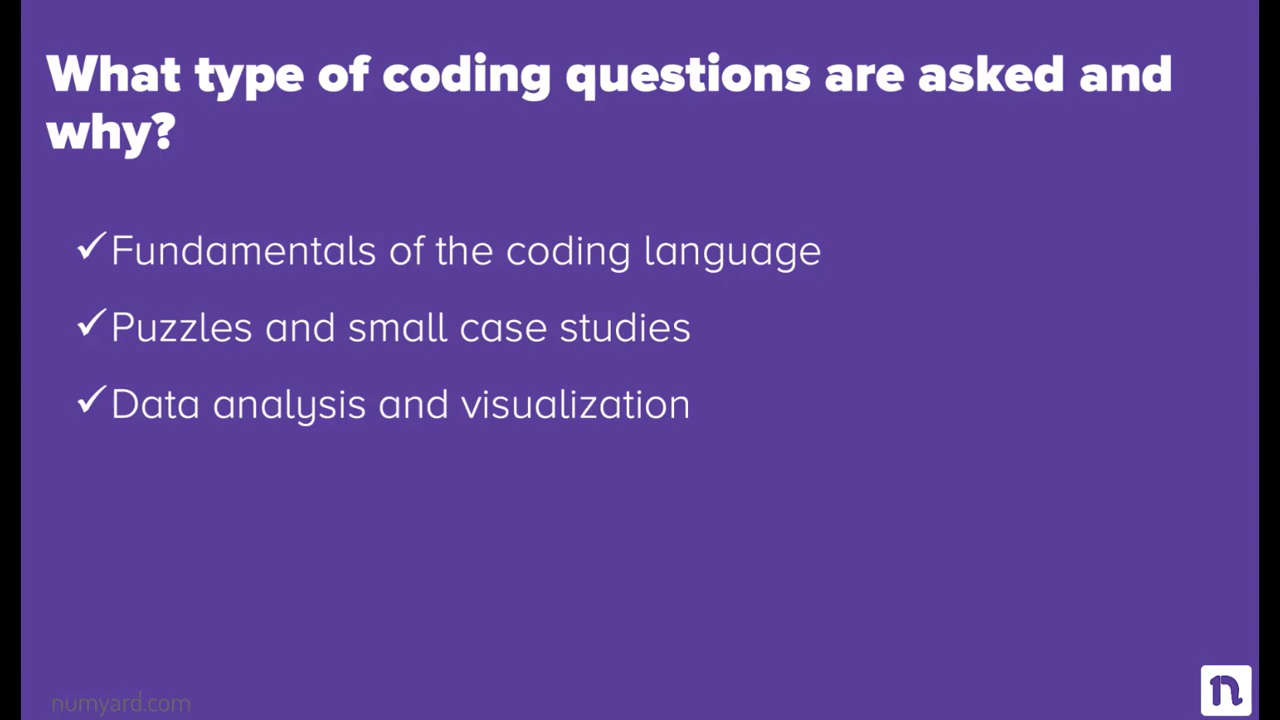 What type of coding questions are asked and
why?
✓Fundamentals of the coding language
✓Puzzles and small case studies
✓Data analysis and visualization
numyard.com
n